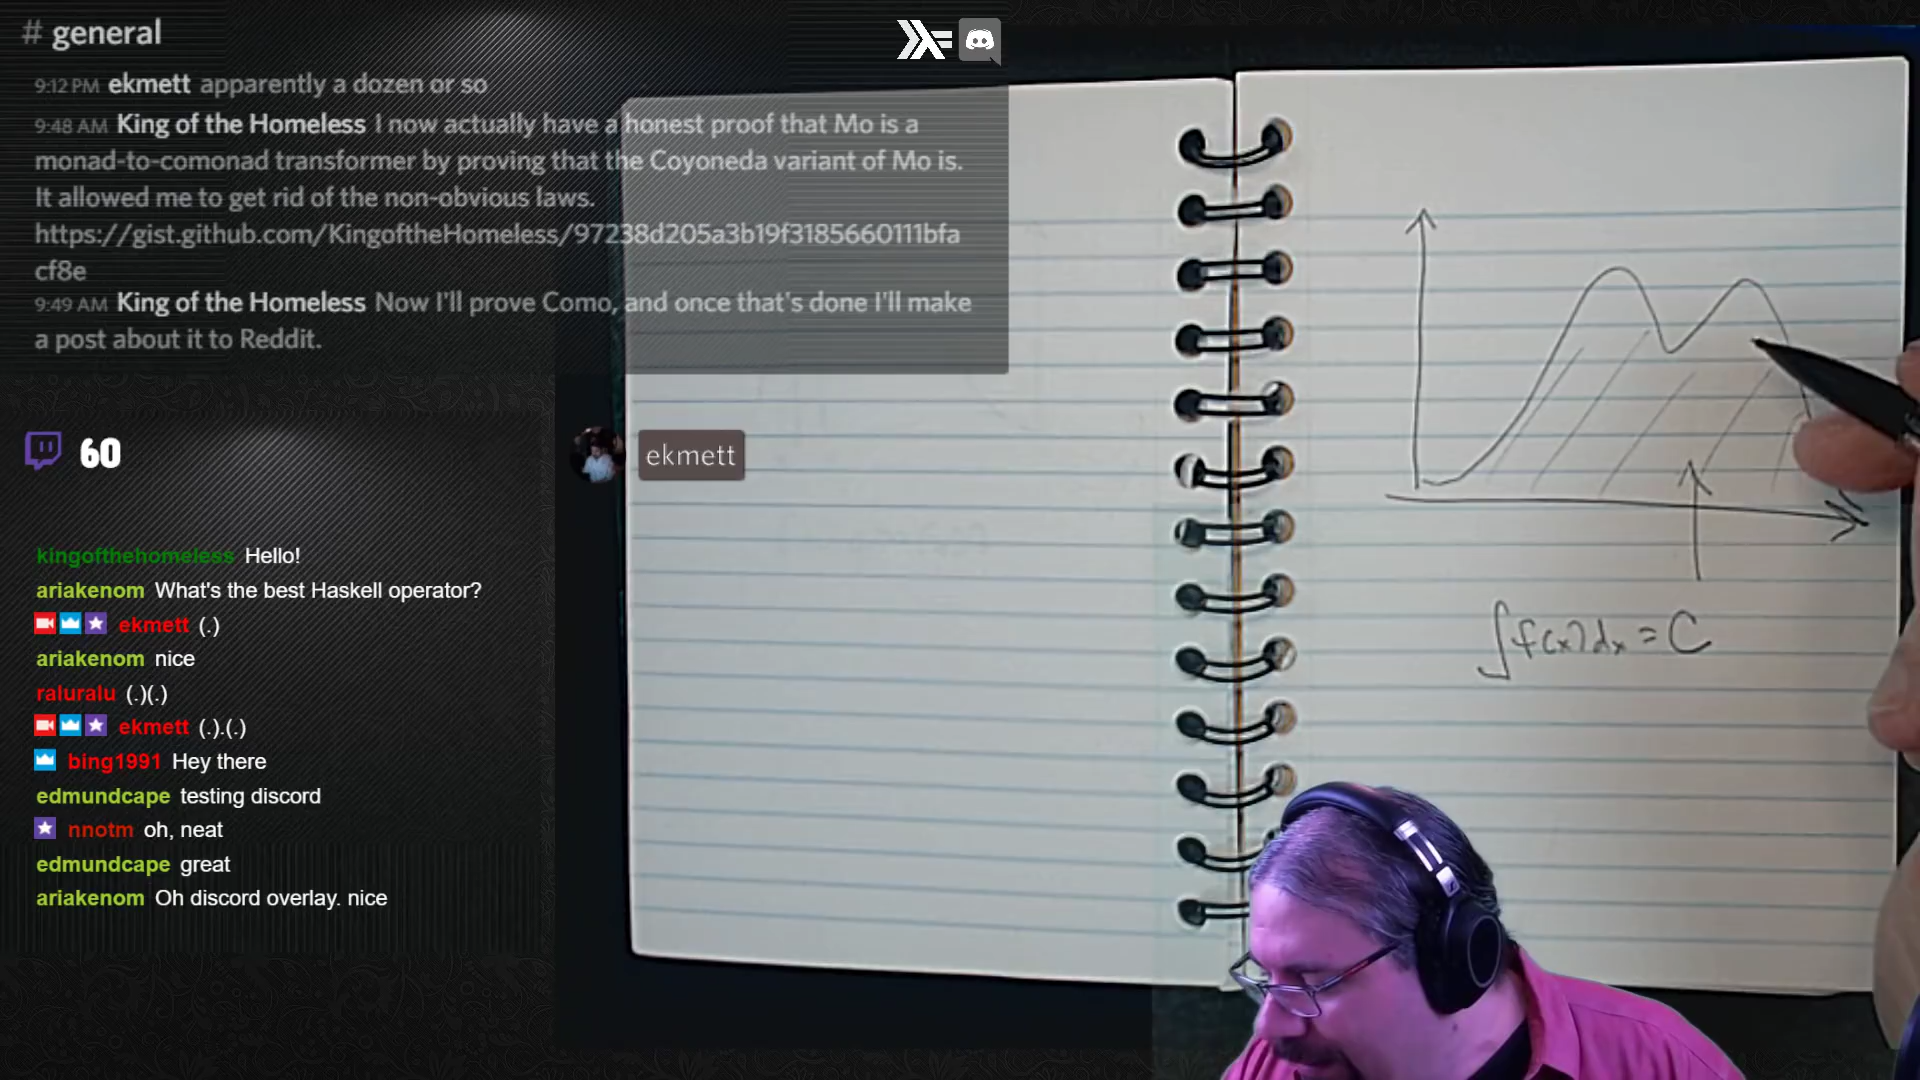 # general
9:12 PM ekmett apparently a dozen or so
9:48 AM King of the Homeless I now actually have a honest proof that Mo is a
monad-to-comonad transformer by proving that the Coyoneda variant of Mo is.
It allowed me to get rid of the non-obvious laws.
https://gist.github.com/KingoftheHomeless/97238d205a3b19f3185660111bfa
cf8e
9:49 AM King of the Homeless Now I'll prove Como, and once that's done I'll make
a post about it to Reddit.
60
ekmett
kingofthehomeless Hello!
ariakenom What's the best Haskell operator?
ekmett (.)
ariakenom nice
raluralu (.)(.)
ekmett (.).(.)
bing1991 Hey there
edmundcape testing discord
nnotm oh, neat
edmundcape great
ariakenom Oh discord overlay. nice
∫f(x)dx = C